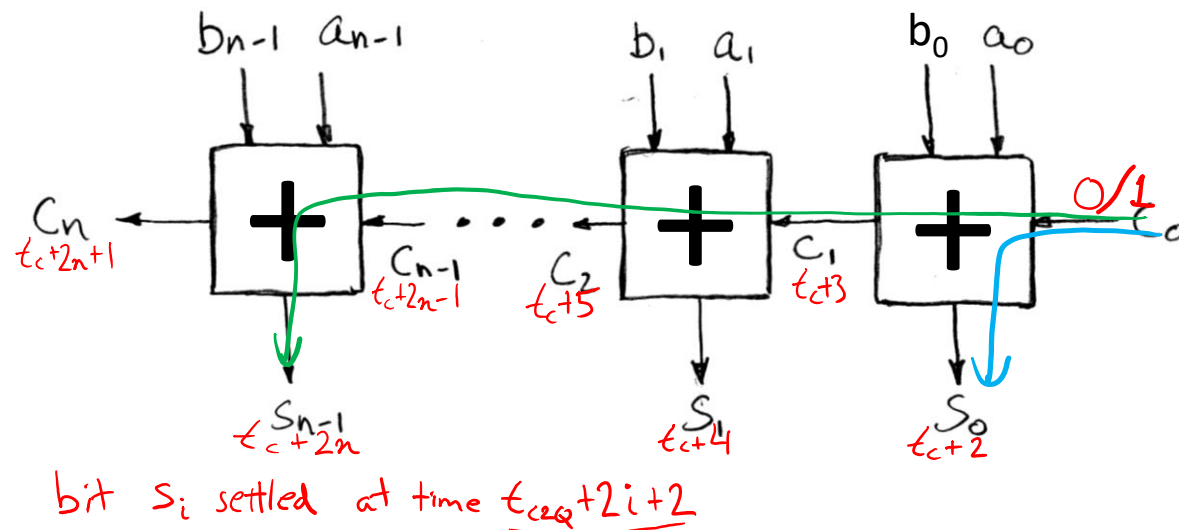 bn-1 an-1 b1 a1 b0 a0
0/1
Cn Cn-1 C2 C1 C0
tc+2n+1 tc+2n-1 tc+5 tc+3
Sn-1 S1 S0
tc+2n tc+4 tc+2
bit Si settled at time tc2Q+2i+2